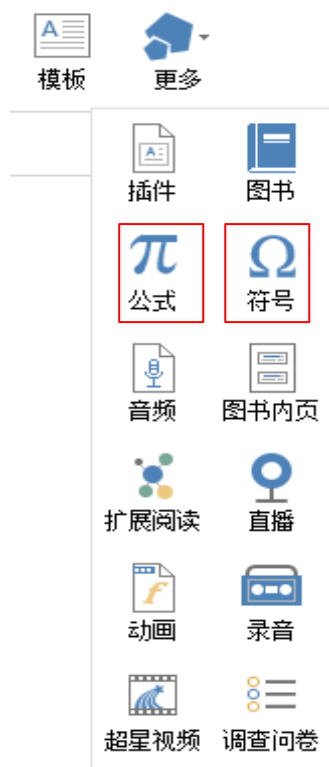 模板 更多
插件 图书
公式 符号
音频 图书内页
扩展阅读 直播
动画 录音
超星视频 调查问卷